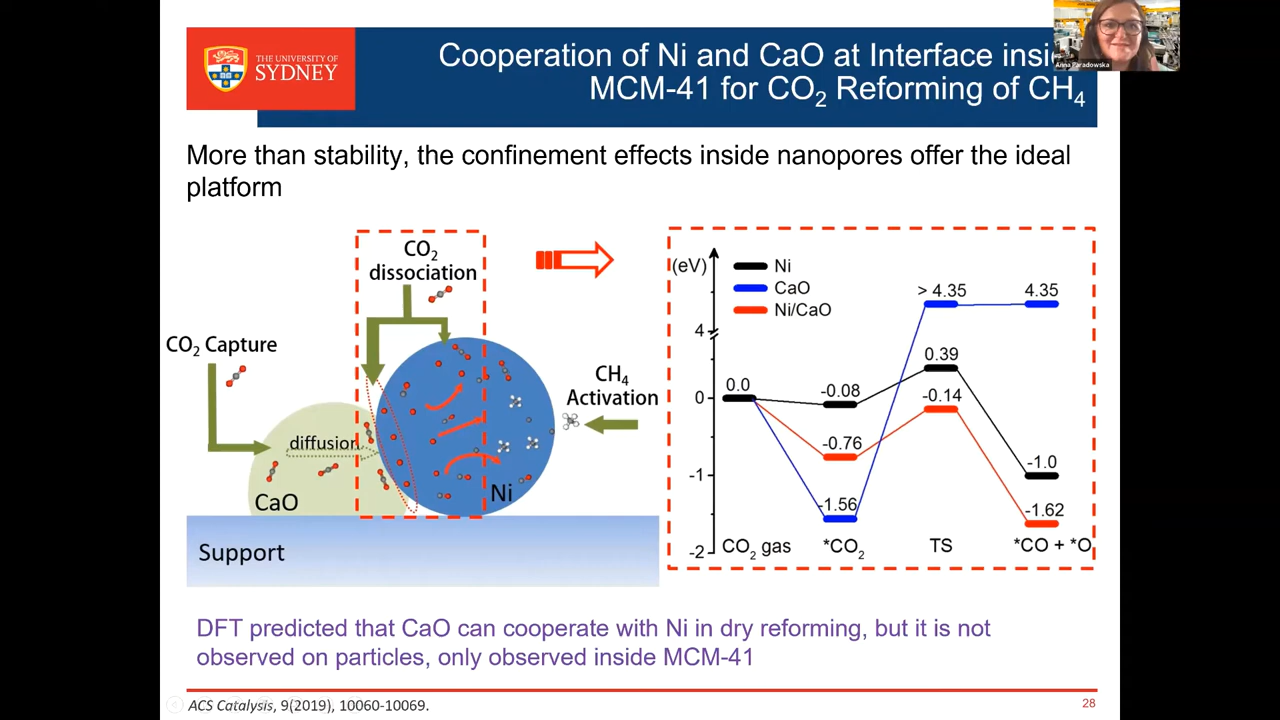 THE UNIVERSITY OF
SYDNEY
Cooperation of Ni and CaO at Interface insi
MCM-41 for CO₂ Reforming of CH₄
Anna Paradowska
More than stability, the confinement effects inside nanopores offer the ideal
platform
CO₂
dissociation
CO₂ Capture
CH₄
Activation
diffusion
CaO
Ni
Support
(eV)
Ni
CaO
Ni/CaO
4
0
-1
-2
0.0
-0.08
-0.76
-1.56
> 4.35
0.39
-0.14
4.35
-1.0
-1.62
CO₂ gas
*CO₂
TS
*CO + *O
DFT predicted that CaO can cooperate with Ni in dry reforming, but it is not
observed on particles, only observed inside MCM-41
ACS Catalysis, 9(2019), 10060-10069.
28